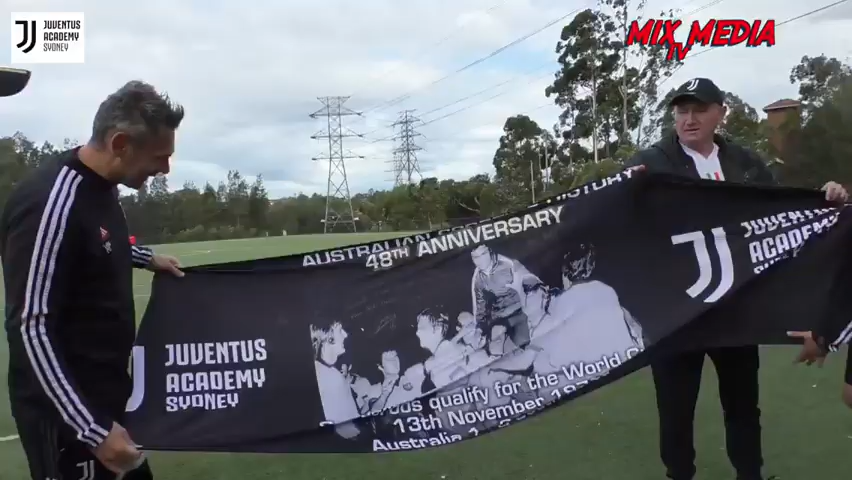 JUVENTUS
ACADEMY
SYDNEY
MIX MEDIA
TV
AUSTRALIAN HISTORY
48TH ANNIVERSARY
JUVENTUS
ACADEMY
JUVENTUS
ACADEMY
SYDNEY
qualify for the World
13th November
Australia 1